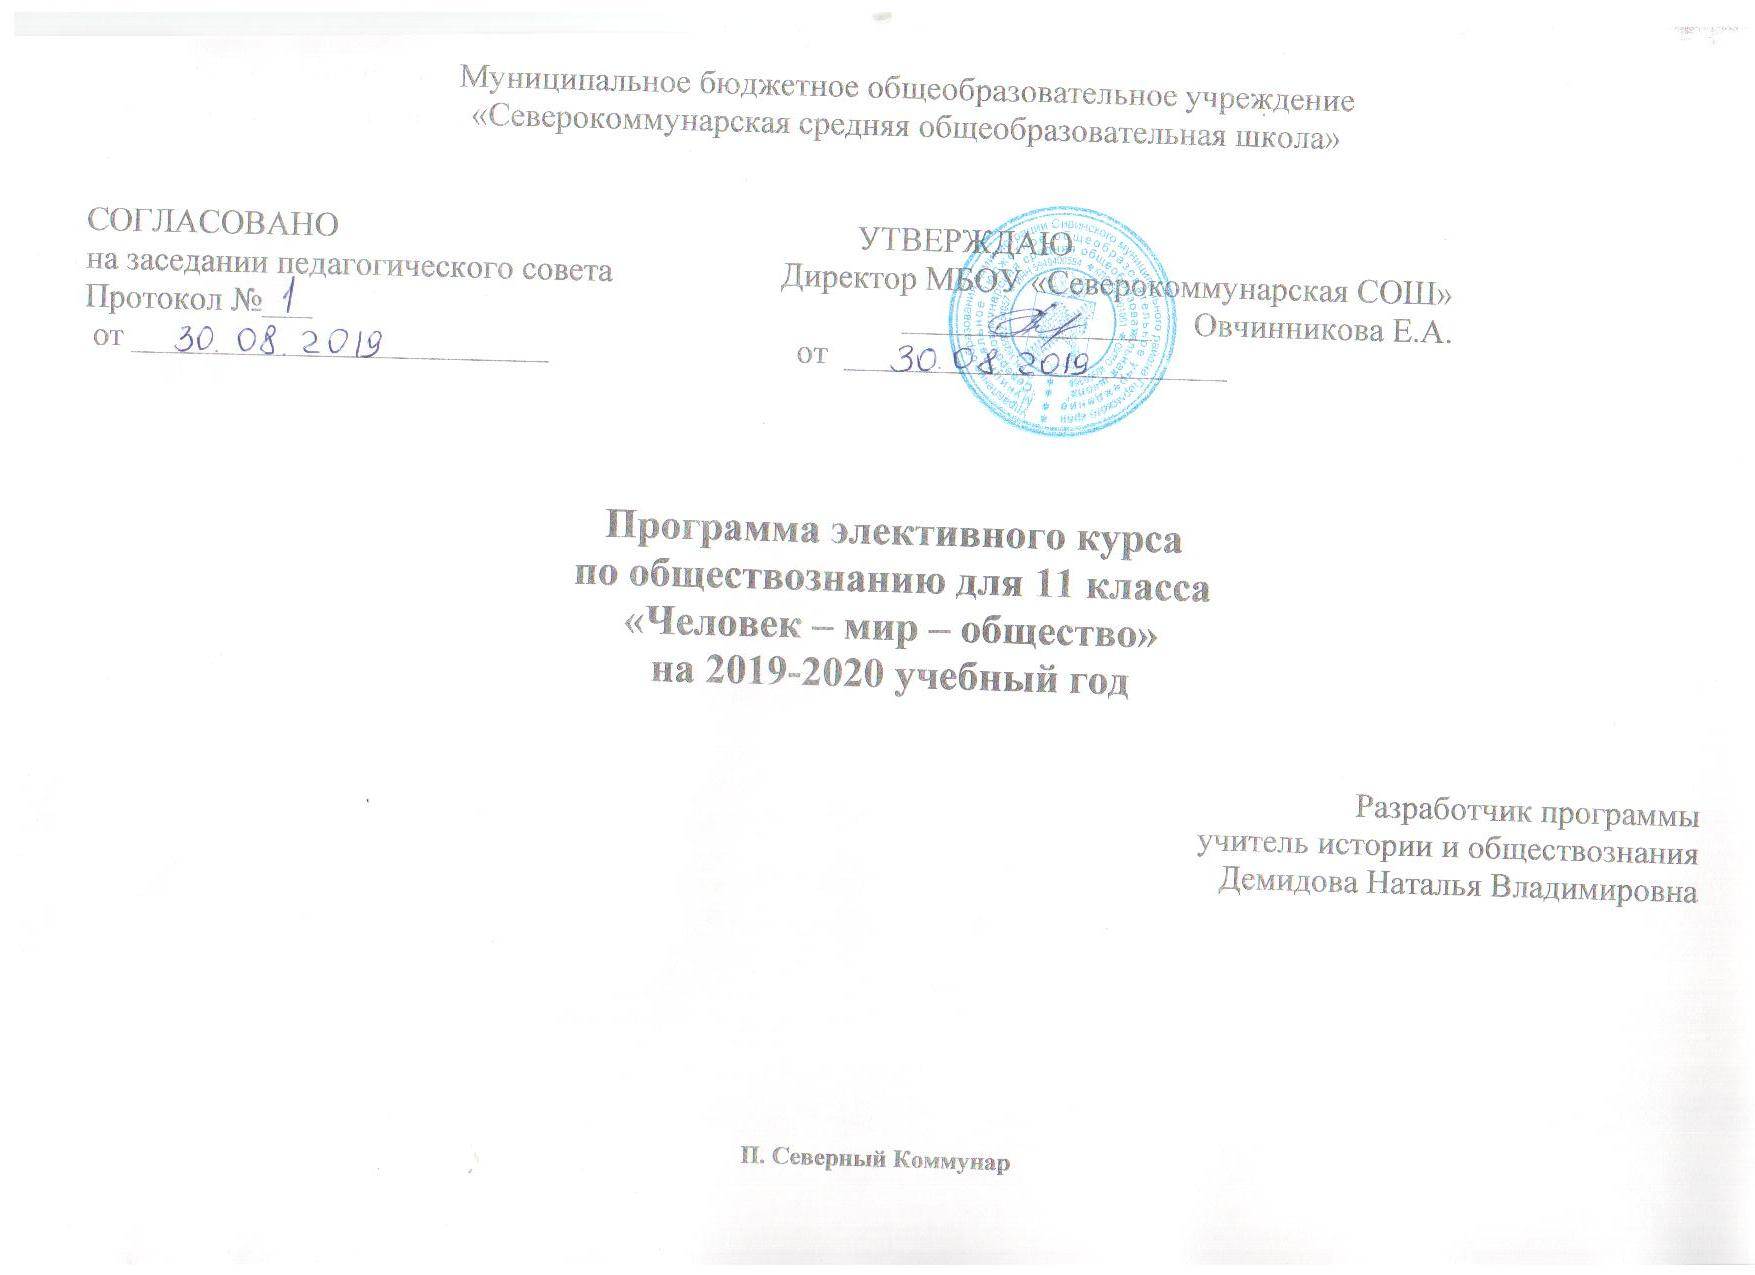 Муниципальное бюджетное общеобразовательное учреждение
«Северокоммунарская средняя общеобразовательная школа»
СОГЛАСОВАНО
на заседании педагогического совета
Протокол № 1
от 30. 08. 2019
УТВЕРЖДАЮ
Директор МБОУ «Северокоммунарская СОШ»
Овчинникова Е.А.
от 30. 08. 2019
Программа элективного курса
по обществознанию для 11 класса
«Человек – мир – общество»
на 2019-2020 учебный год
Разработчик программы
учитель истории и обществознания
Демидова Наталья Владимировна
П. Северный Коммунар